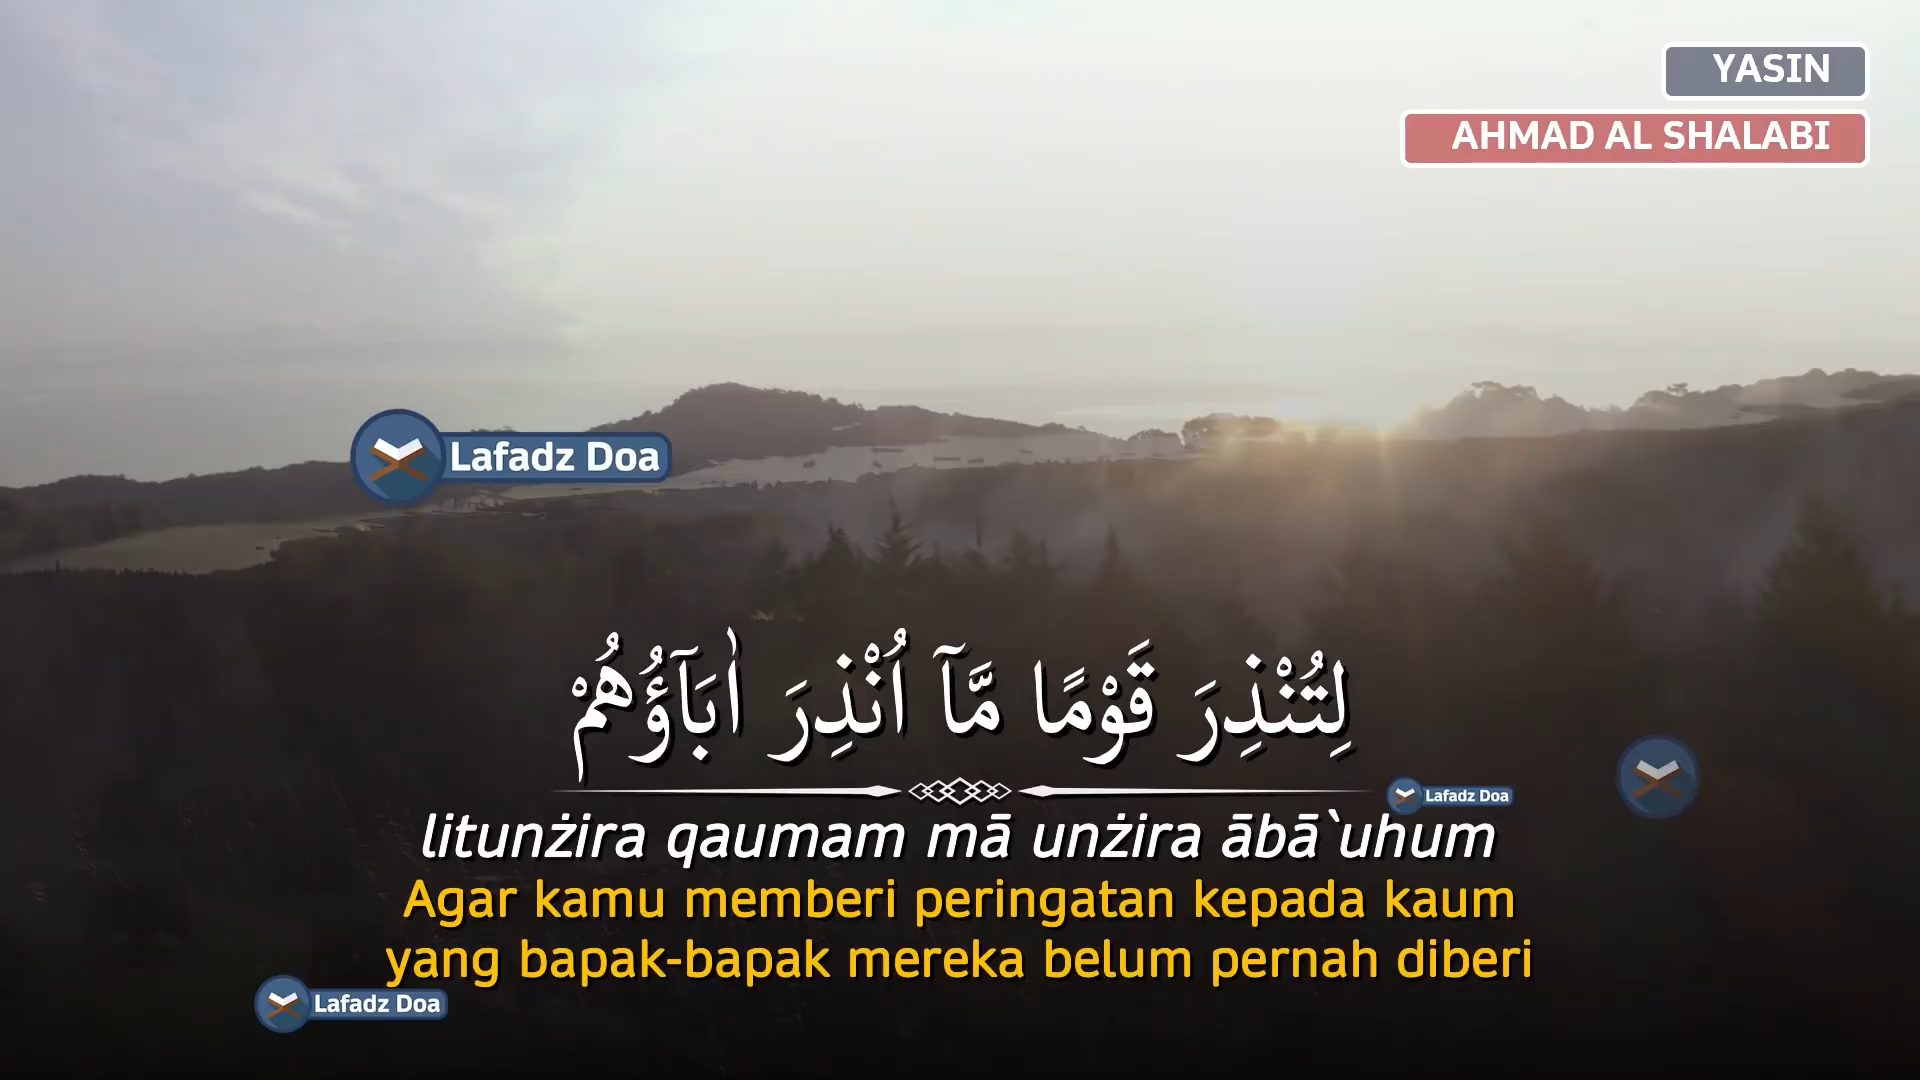 YASIN
AHMAD AL SHALABI
Lafadz Doa
لِتُنْذِرَ قَوْمًا مَّآ اُنْذِرَ اٰبَاۤؤُهُمْ
Lafadz Doa
litunżira qaumam mā unżira ābā`uhum
Agar kamu memberi peringatan kepada kaum
yang bapak-bapak mereka belum pernah diberi
Lafadz Doa